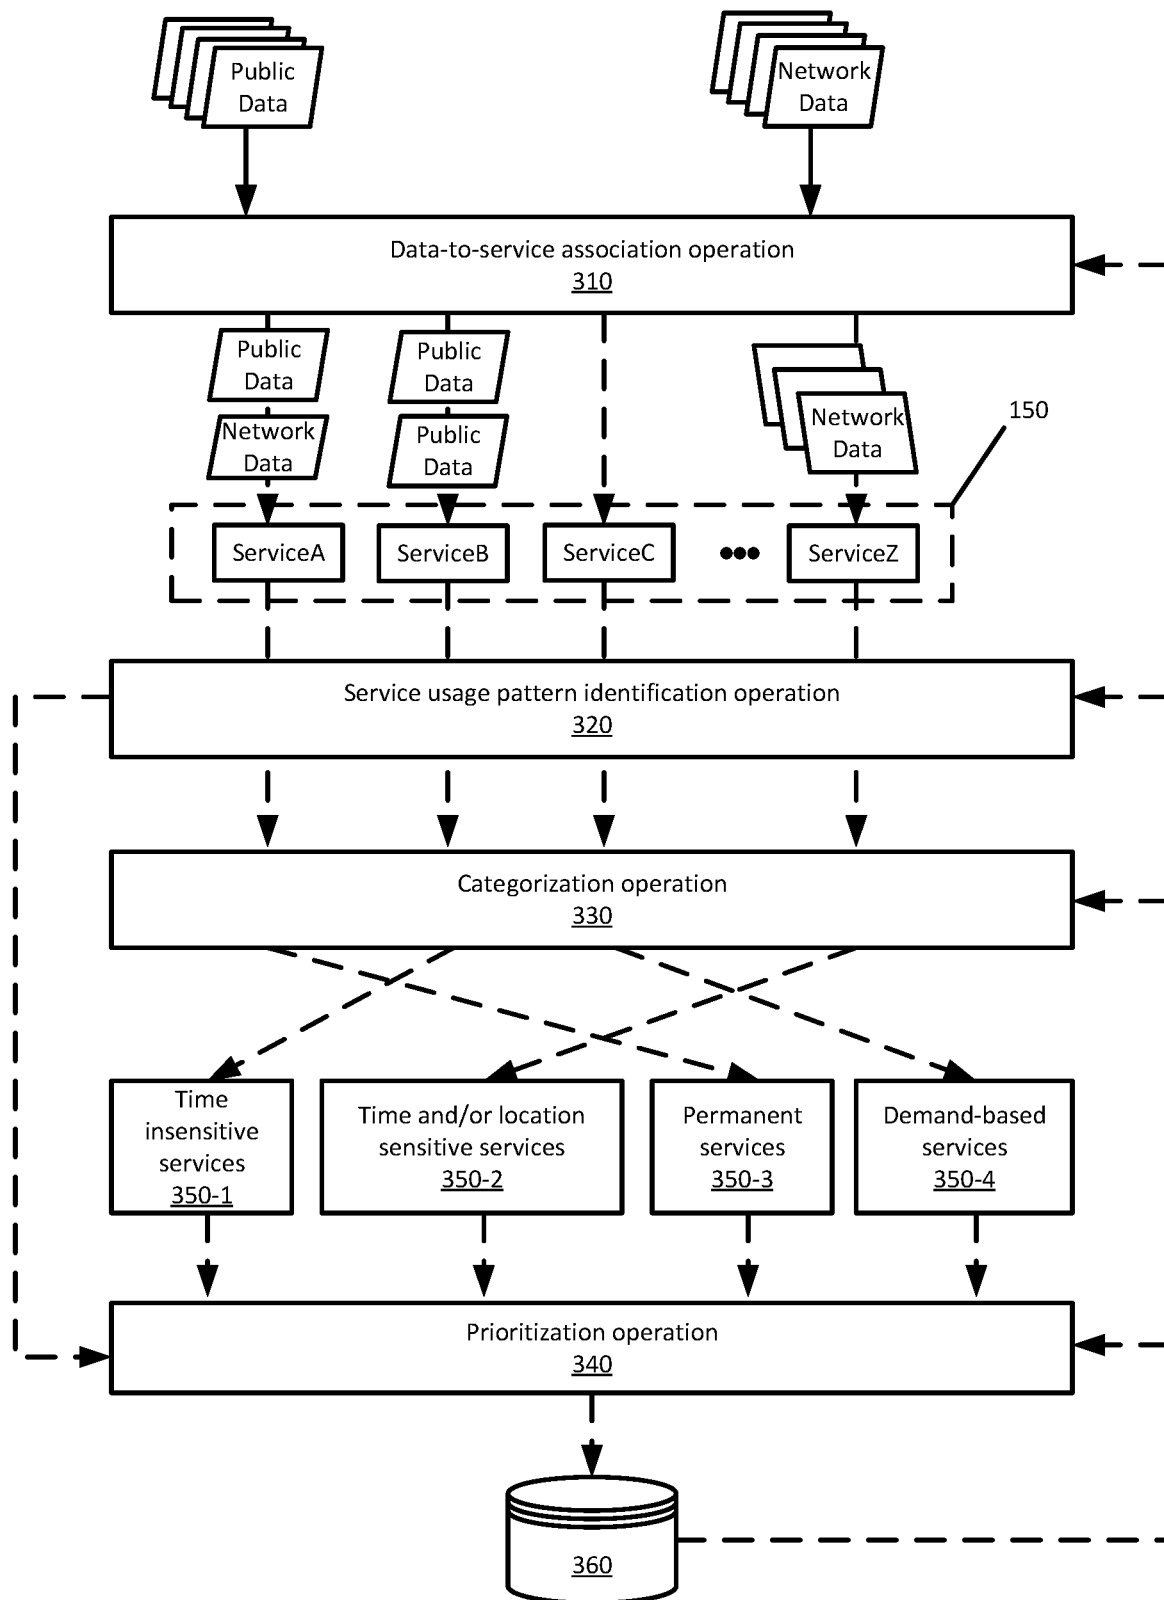 Public
Data
Network
Data
Data-to-service association operation
310
Public
Data
Public
Data
Network
Data
Public
Data
Network
Data
150
ServiceA
ServiceB
ServiceC
ServiceZ
Service usage pattern identification operation
320
Categorization operation
330
Time
insensitive
services
350-1
Time and/or location
sensitive services
350-2
Permanent
services
350-3
Demand-based
services
350-4
Prioritization operation
340
360